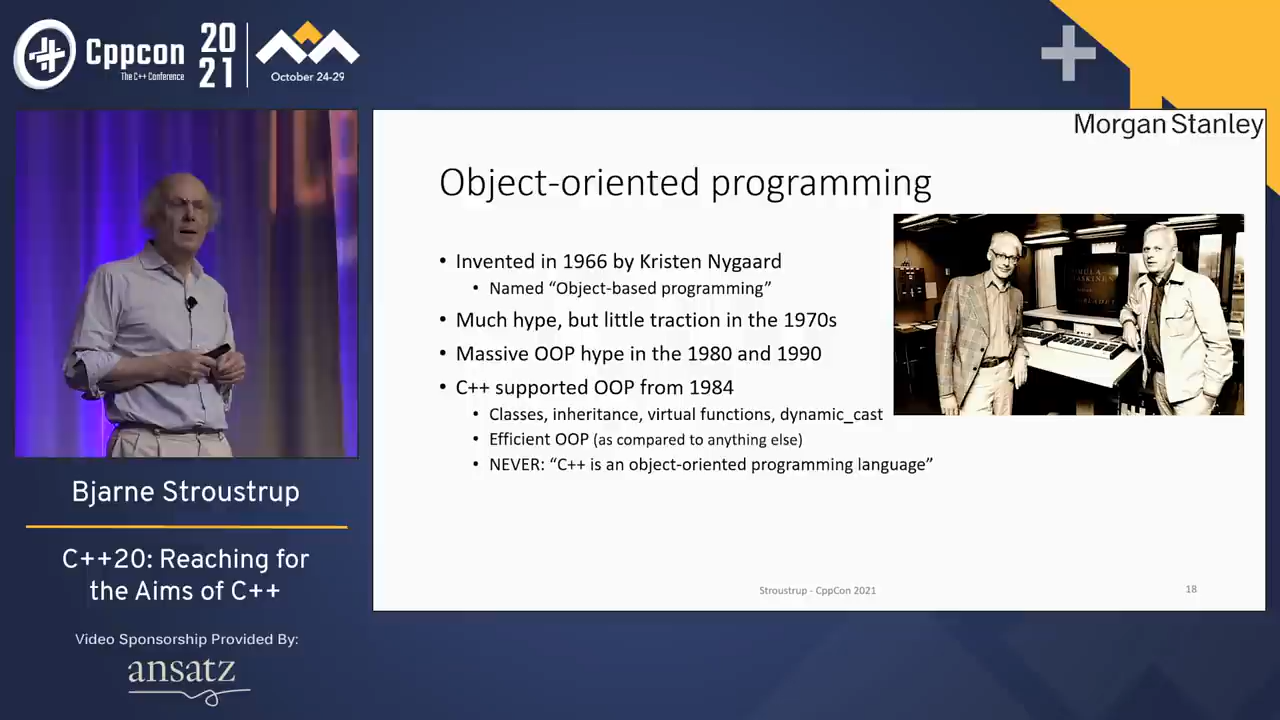 Cppcon
The C++ Conference
20
21
October 24-29
Morgan Stanley
Object-oriented programming
• Invented in 1966 by Kristen Nygaard
• Named “Object-based programming”
• Much hype, but little traction in the 1970s
• Massive OOP hype in the 1980 and 1990
• C++ supported OOP from 1984
• Classes, inheritance, virtual functions, dynamic_cast
• Efficient OOP (as compared to anything else)
• NEVER: “C++ is an object-oriented programming language”
Stroustrup - CppCon 2021
18
Bjarne Stroustrup
C++20: Reaching for
the Aims of C++
Video Sponsorship Provided By:
ansatz